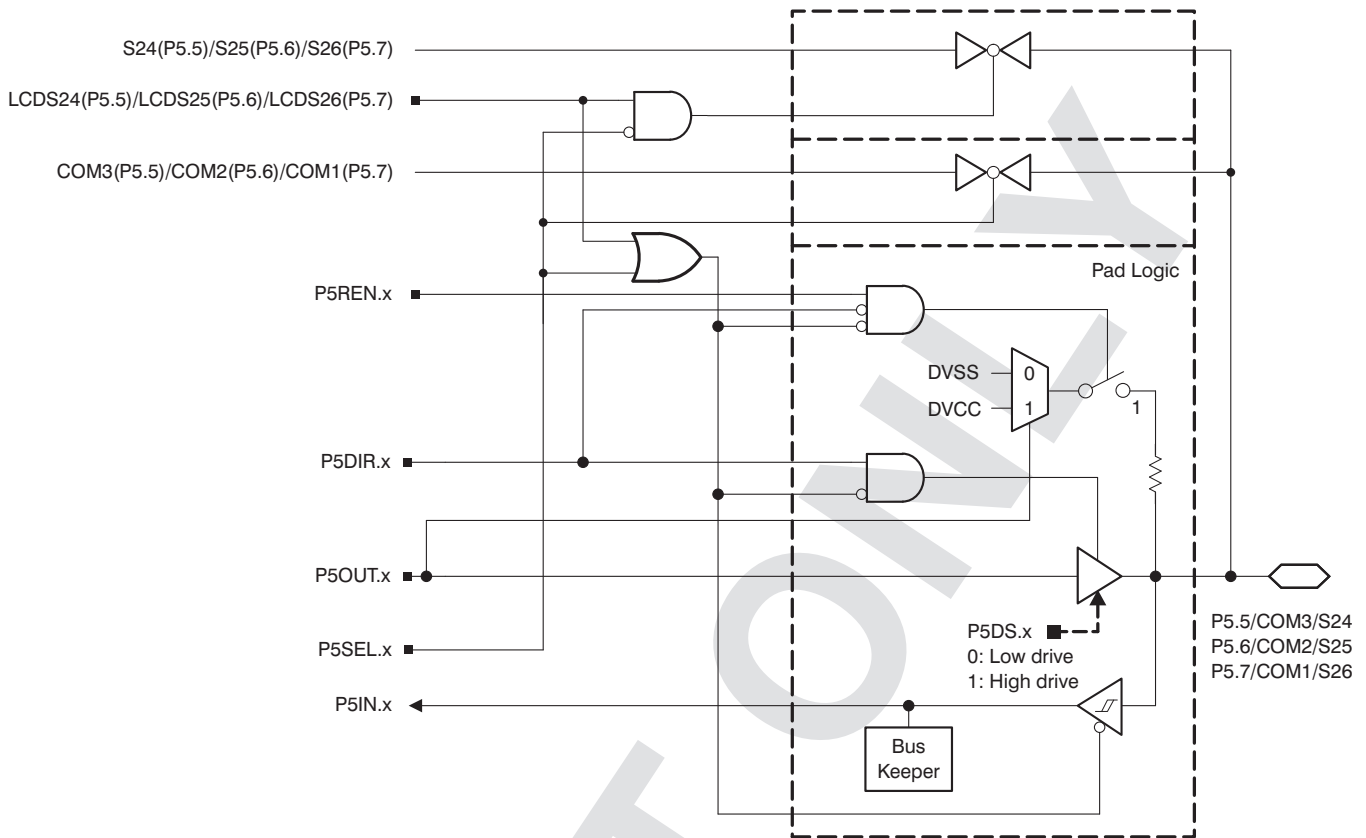 S24(P5.5)/S25(P5.6)/S26(P5.7)
LCDS24(P5.5)/LCDS25(P5.6)/LCDS26(P5.7)
COM3(P5.5)/COM2(P5.6)/COM1(P5.7)
Pad Logic
P5REN.x
DVSS
0
DVCC
1
1
P5DIR.x
P5OUT.x
P5SEL.x
P5DS.x
0: Low drive
1: High drive
P5.5/COM3/S24
P5.6/COM2/S25
P5.7/COM1/S26
P5IN.x
Bus
Keeper
T ONLY